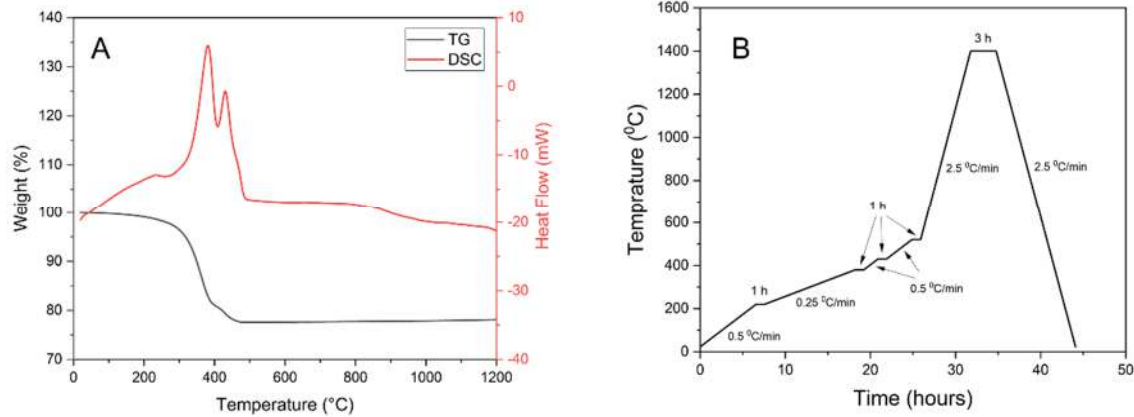 A
TG
DSC
Weight (%)
140
130
120
110
100
90
80
70
0
200
400
600
800
1000
1200
Temperature (°C)
10
0
-10
-20
-30
-40
Heat Flow (mW)
B
Temprature (⁰C)
1600
1400
1200
1000
800
600
400
200
0
3 h
2.5 ⁰C/min
2.5 ⁰C/min
1 h
1 h
0.25 ⁰C/min
0.5 ⁰C/min
0.5 ⁰C/min
0
10
20
30
40
50
Time (hours)